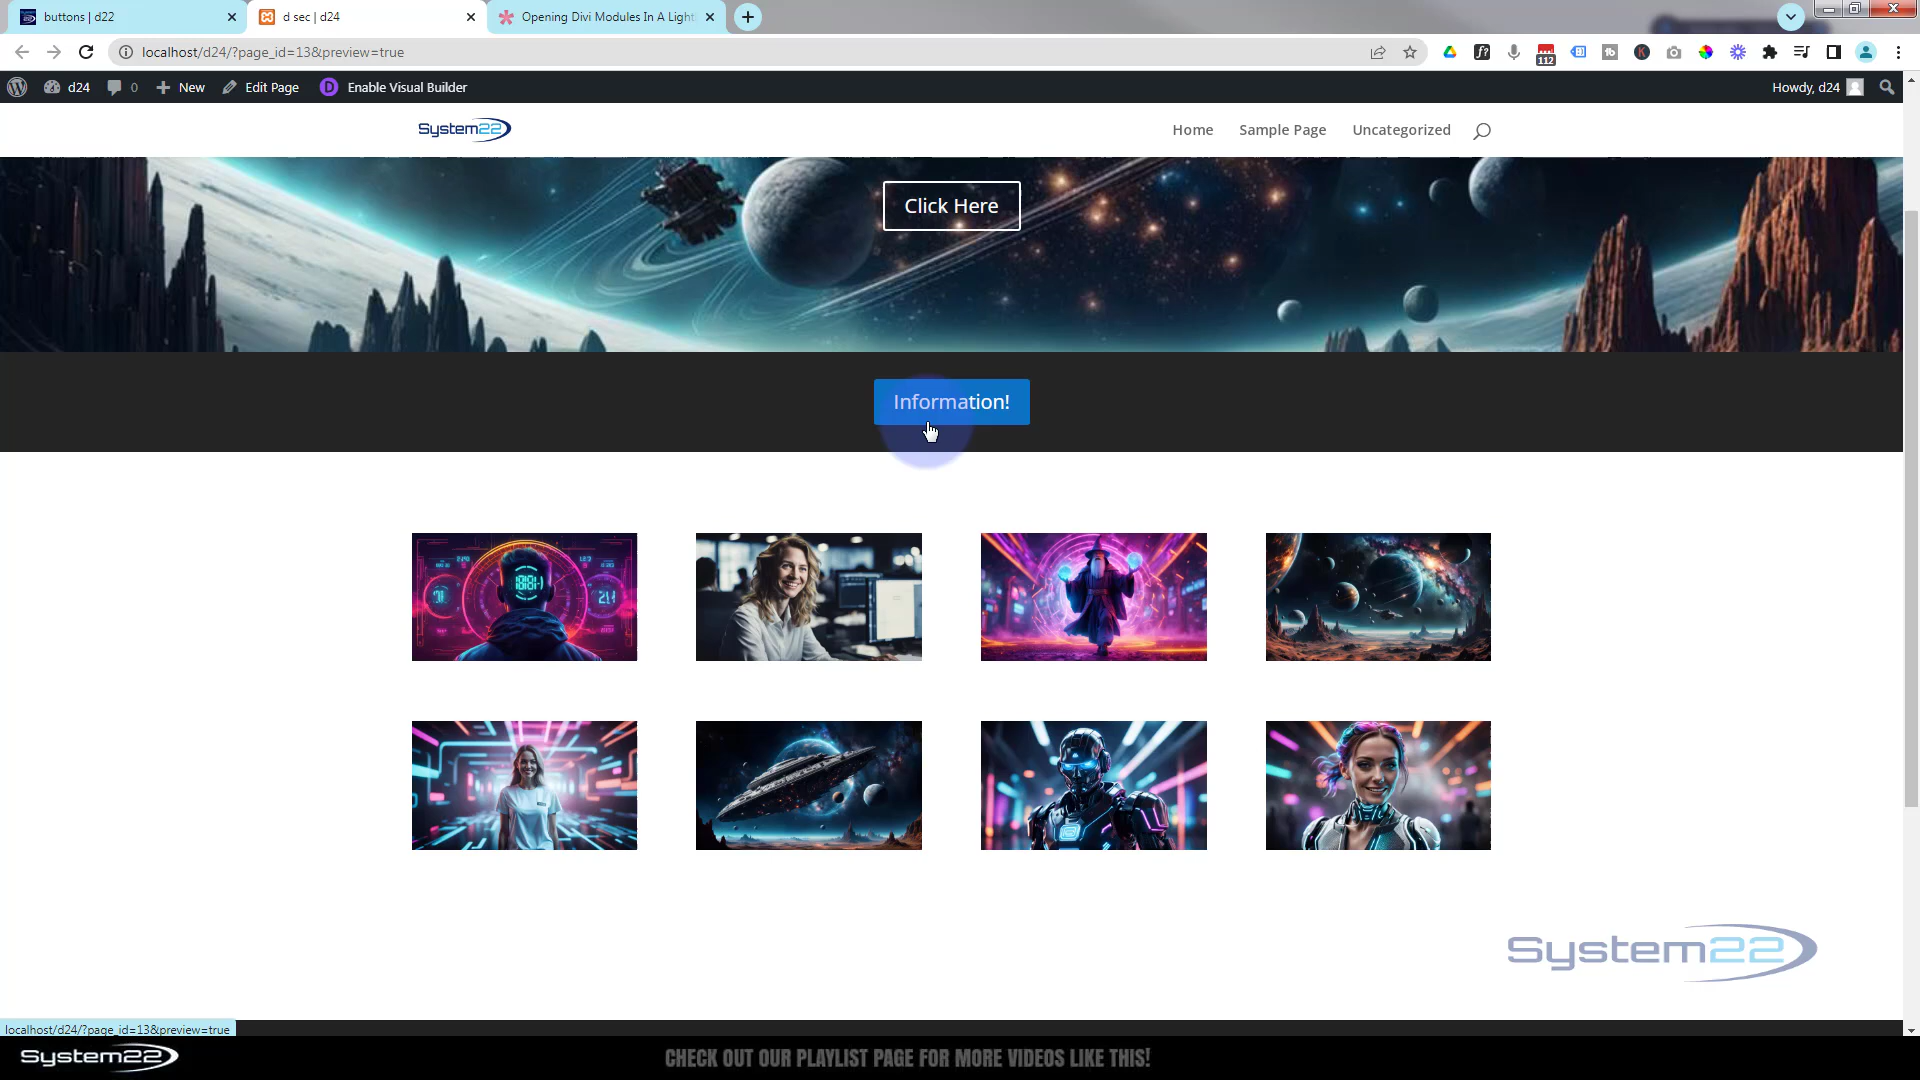 buttons | d22
d sec | d24
Opening Divi Modules In A Light
localhost/d24/?page_id=13&preview=true
112
d24
0
New
Edit Page
Enable Visual Builder
Howdy, d24
System22
Home
Sample Page
Uncategorized
Click Here
Information!
System22
localhost/d24/?page_id=13&preview=true
System22
CHECK OUT OUR PLAYLIST PAGE FOR MORE VIDEOS LIKE THIS!